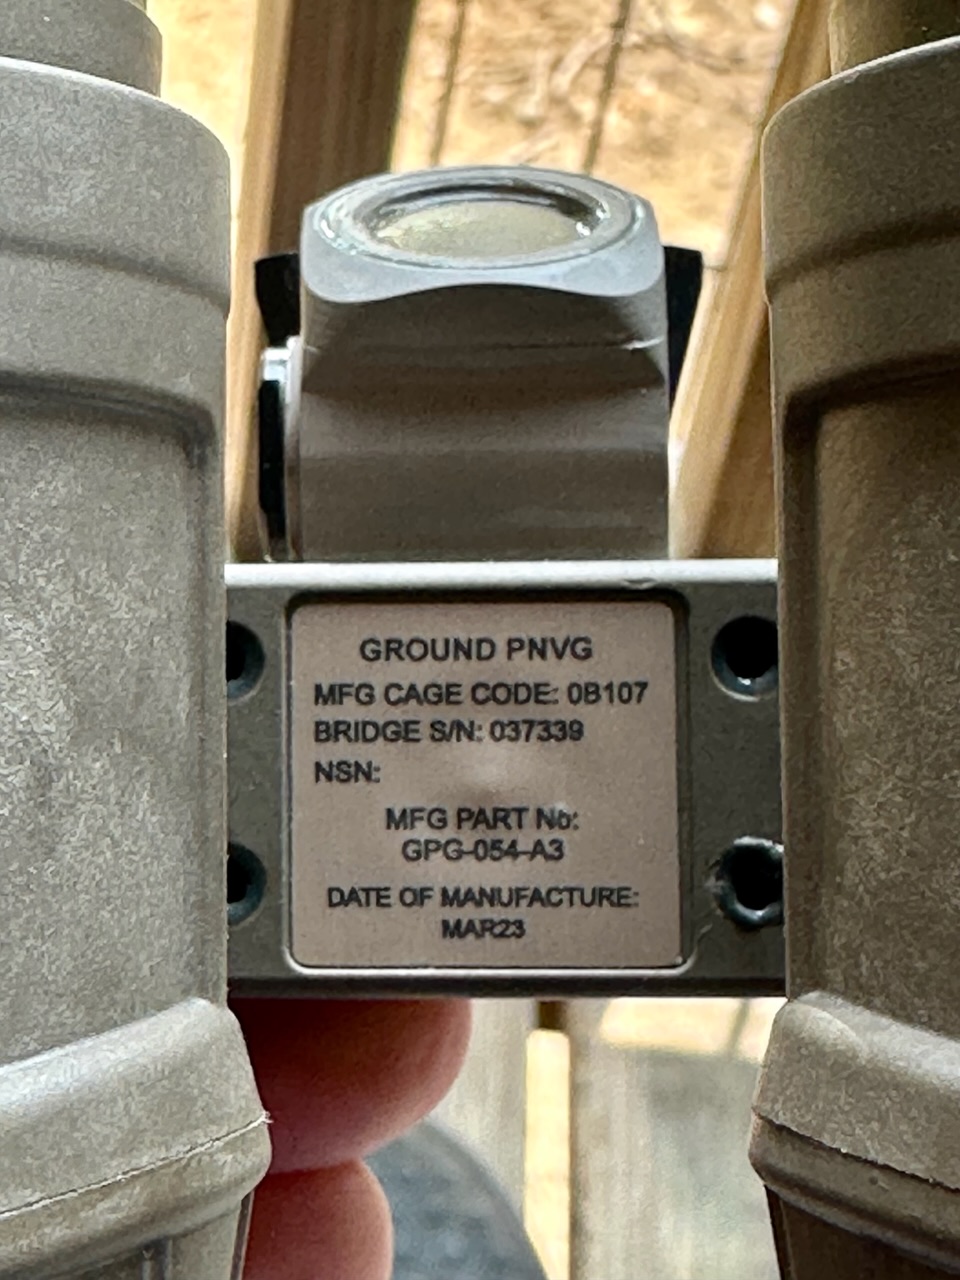 GROUND PNVG
MFG CAGE CODE: 0B107
BRIDGE S/N: 037339
NSN:
MFG PART No:
GPG-054-A3
DATE OF MANUFACTURE:
MAR23